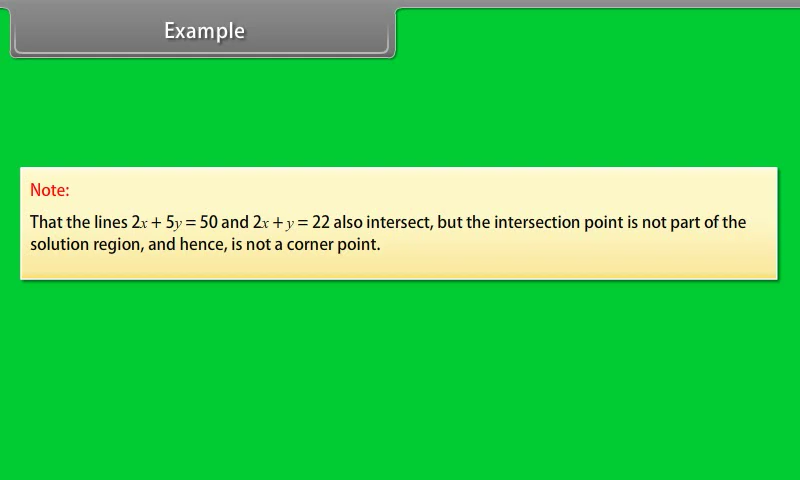 Example
Note:
That the lines 2x + 5y = 50 and 2x + y = 22 also intersect, but the intersection point is not part of the
solution region, and hence, is not a corner point.